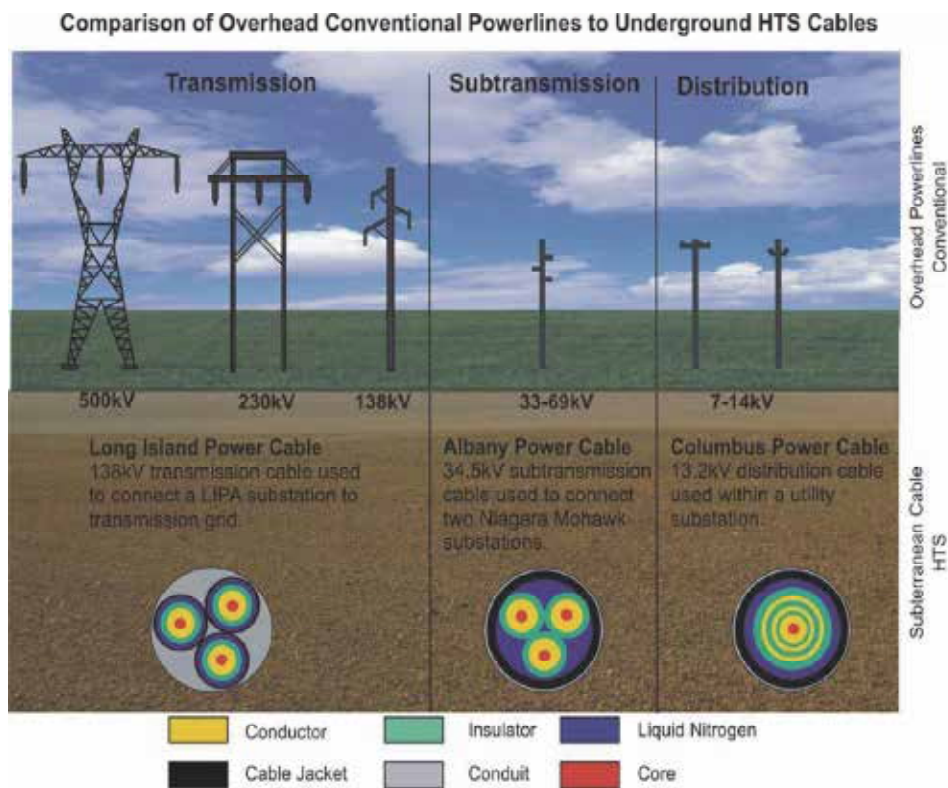 Comparison of Overhead Conventional Powerlines to Underground HTS Cables
Transmission
Subtransmission
Distribution
Overhead Powerlines
Conventional
500kV
230kV
138kV
33-69kV
7-14kV
Long Island Power Cable
138kV transmission cable used
to connect a LIPA substation to
transmission grid.
Albany Power Cable
34.5kV subtransmission
cable used to connect
two Niagara Mohawk
substations.
Columbus Power Cable
13.2kV distribution cable
used within a utility
substation.
Subterranean Cable
HTS
Conductor
Insulator
Liquid Nitrogen
Cable Jacket
Conduit
Core